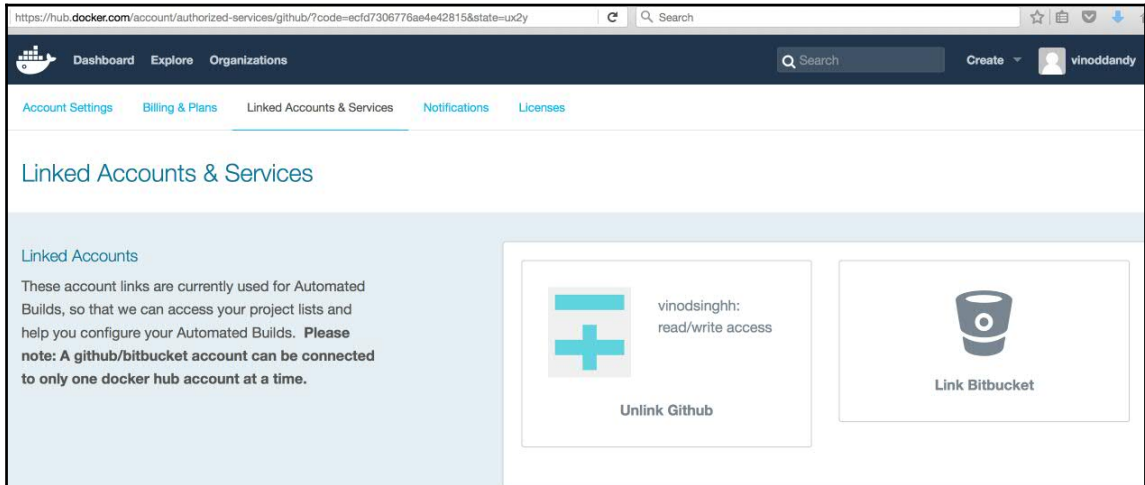 https://hub.docker.com/account/authorized-services/github/?code=ecfd7306776ae4e42815&state=ux2y
Search
Dashboard Explore Organizations
Search
Create
vinoddandy
Account Settings Billing & Plans Linked Accounts & Services Notifications Licenses
Linked Accounts & Services
Linked Accounts
These account links are currently used for Automated
Builds, so that we can access your project lists and
help you configure your Automated Builds. Please
note: A github/bitbucket account can be connected
to only one docker hub account at a time.
vinodsinghh:
read/write access
Unlink Github
Link Bitbucket